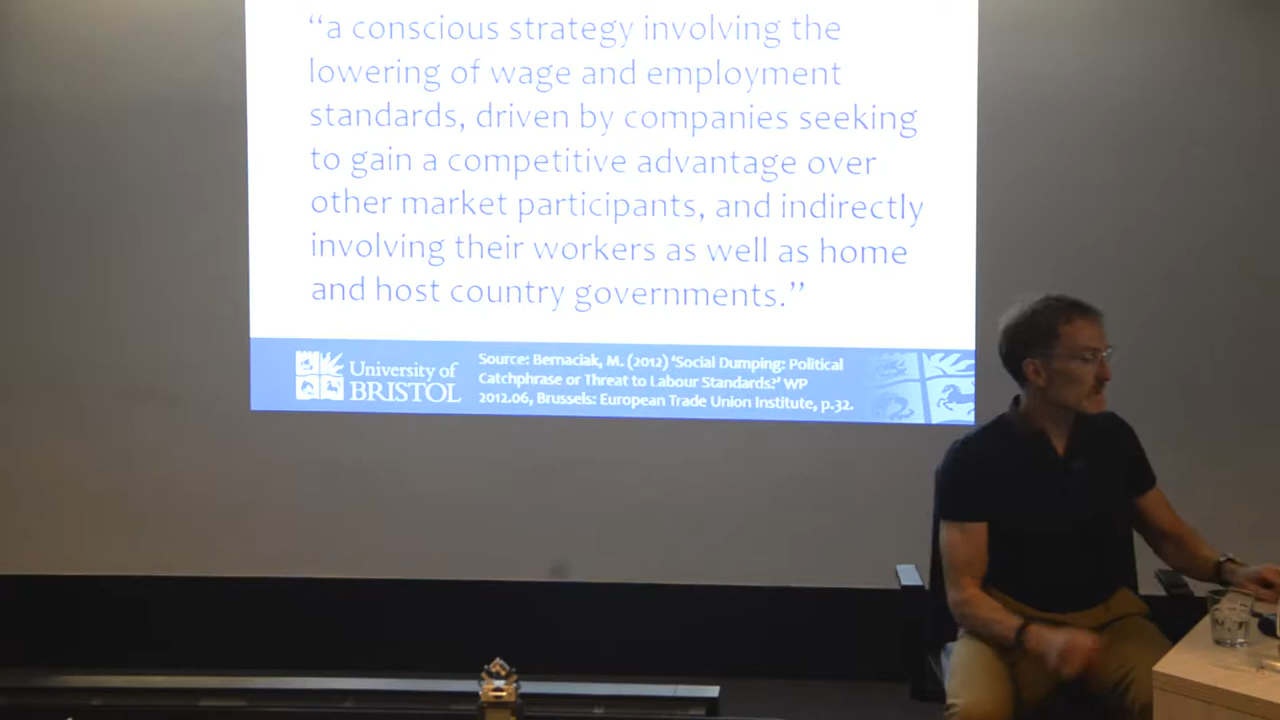 “a conscious strategy involving the
lowering of wage and employment
standards, driven by companies seeking
to gain a competitive advantage over
other market participants, and indirectly
involving their workers as well as home
and host country governments.”
University of
BRISTOL
Source: Bernaciak, M. (2012) ‘Social Dumping: Political
Catchphrase or Threat to Labour Standards?’ WP
2012.06, Brussels: European Trade Union Institute, p.32.